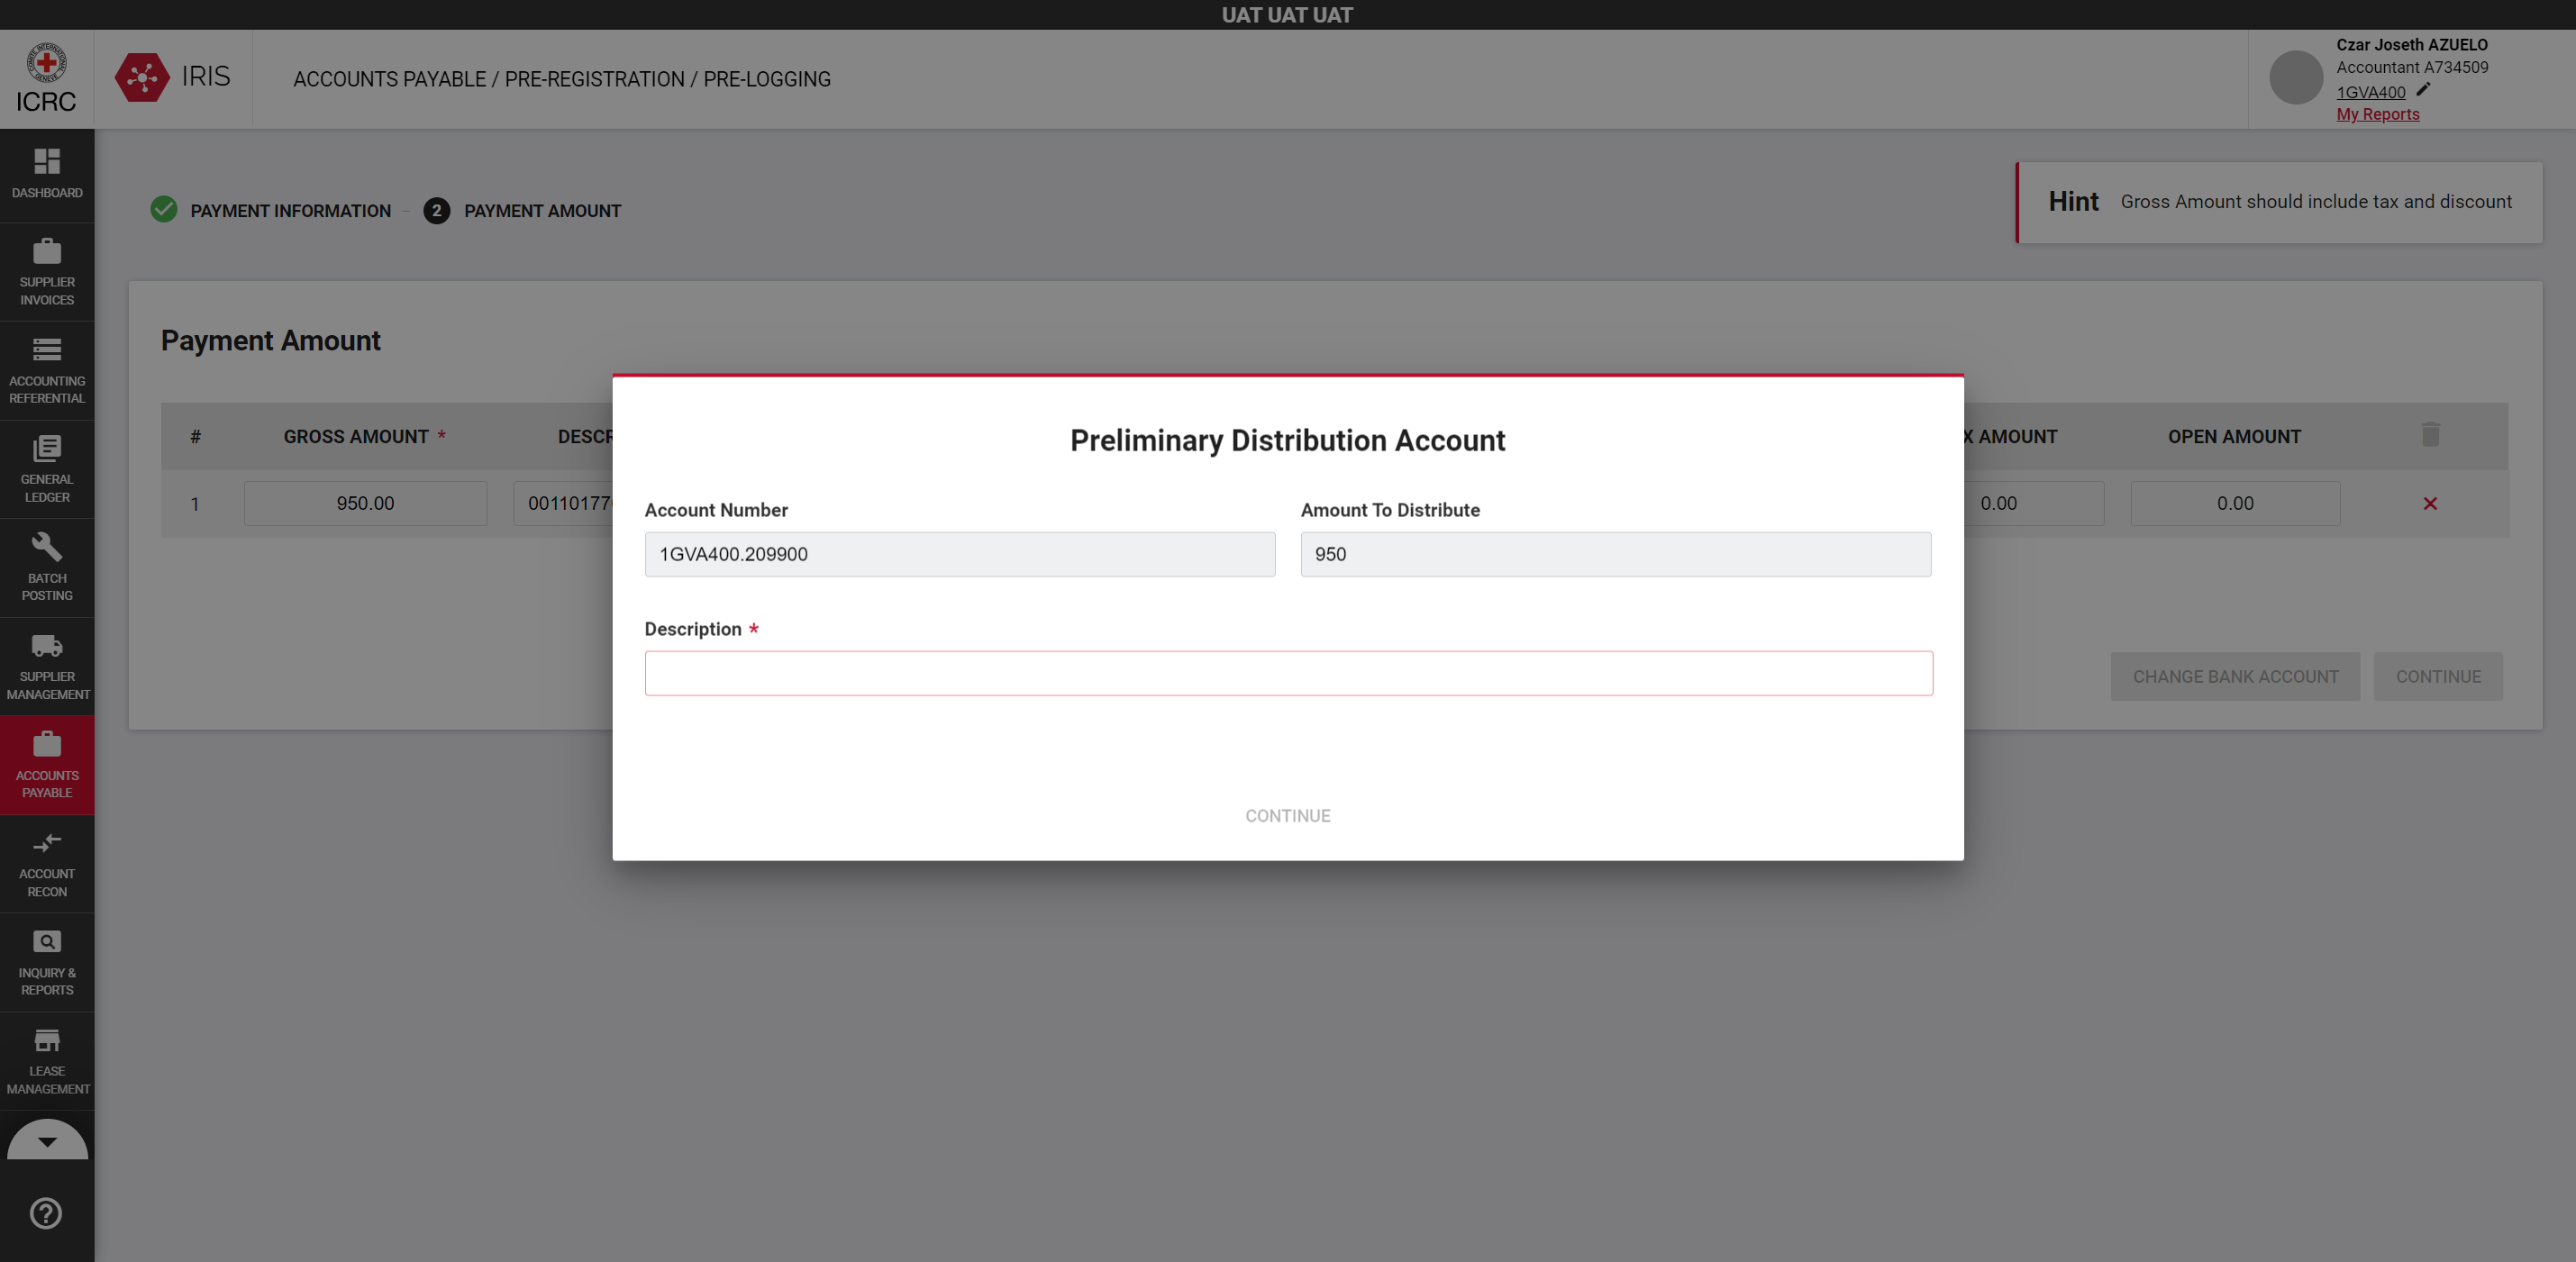 UAT UAT UAT
ICRC
IRIS
ACCOUNTS PAYABLE / PRE-REGISTRATION / PRE-LOGGING
Czar Joseth AZUELO
Accountant A734509
1GVA400
My Reports
DASHBOARD
SUPPLIER
INVOICES
ACCOUNTING
REFERENTIAL
GENERAL
LEDGER
BATCH
POSTING
SUPPLIER
MANAGEMENT
ACCOUNTS
PAYABLE
ACCOUNT
RECON
INQUIRY &
REPORTS
LEASE
MANAGEMENT
PAYMENT INFORMATION
2 PAYMENT AMOUNT
Hint Gross Amount should include tax and discount
Payment Amount
# GROSS AMOUNT * DESCR X AMOUNT OPEN AMOUNT
1 950.00 00110177 0.00 0.00
Preliminary Distribution Account
Account Number Amount To Distribute
1GVA400.209900 950
Description *
CONTINUE
CHANGE BANK ACCOUNT CONTINUE